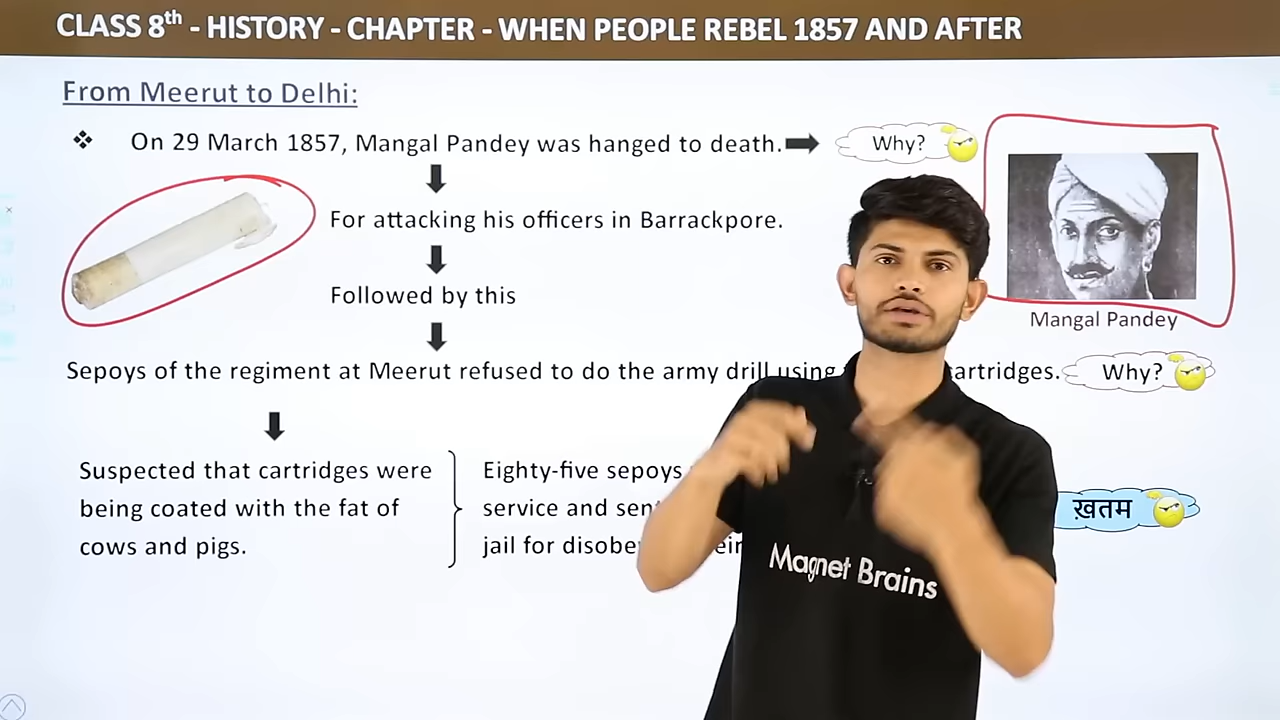 CLASS 8th - HISTORY - CHAPTER - WHEN PEOPLE REBEL 1857 AND AFTER
From Meerut to Delhi:
❖ On 29 March 1857, Mangal Pandey was hanged to death.
Why?
For attacking his officers in Barrackpore.
Followed by this
Mangal Pandey
Sepoys of the regiment at Meerut refused to do the army drill using
Why?
Suspected that cartridges were
being coated with the fat of
cows and pigs.
Eighty-five sepoys
service and
jail for
ख़तम
Magnet Brains